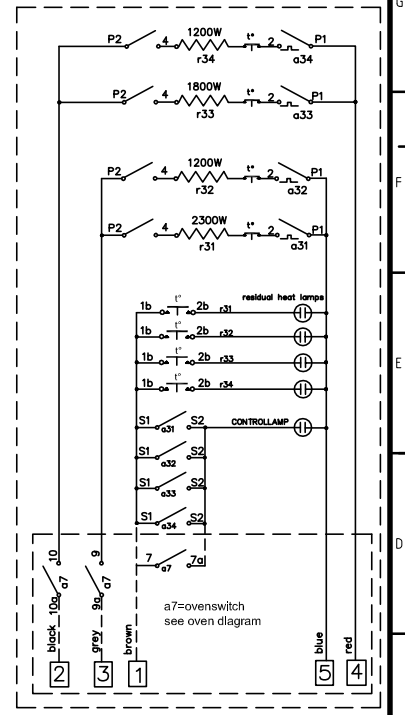 G
1200W
P2 4 t° 2 P1
r34 a34
1800W
P2 4 t° 2 P1
r33 a33
1200W
P2 4 t° 2 P1
F
r32 a32
2300W
P2 4 t° 2 P1
r31 a31
residual heat lamps
t°
1b 2b r31
t°
1b 2b r32
t°
1b 2b r33
E
t°
1b 2b r34
S1 S2 CONTROLLAMP
a31
S1 S2
a32
S1 S2
a33
S1 S2
a34
D
10 9 7 7a
a7 a7 a7
10a 9a
a7=ovenswitch
see oven diagram
black grey brown blue red
2 3 1 5 4